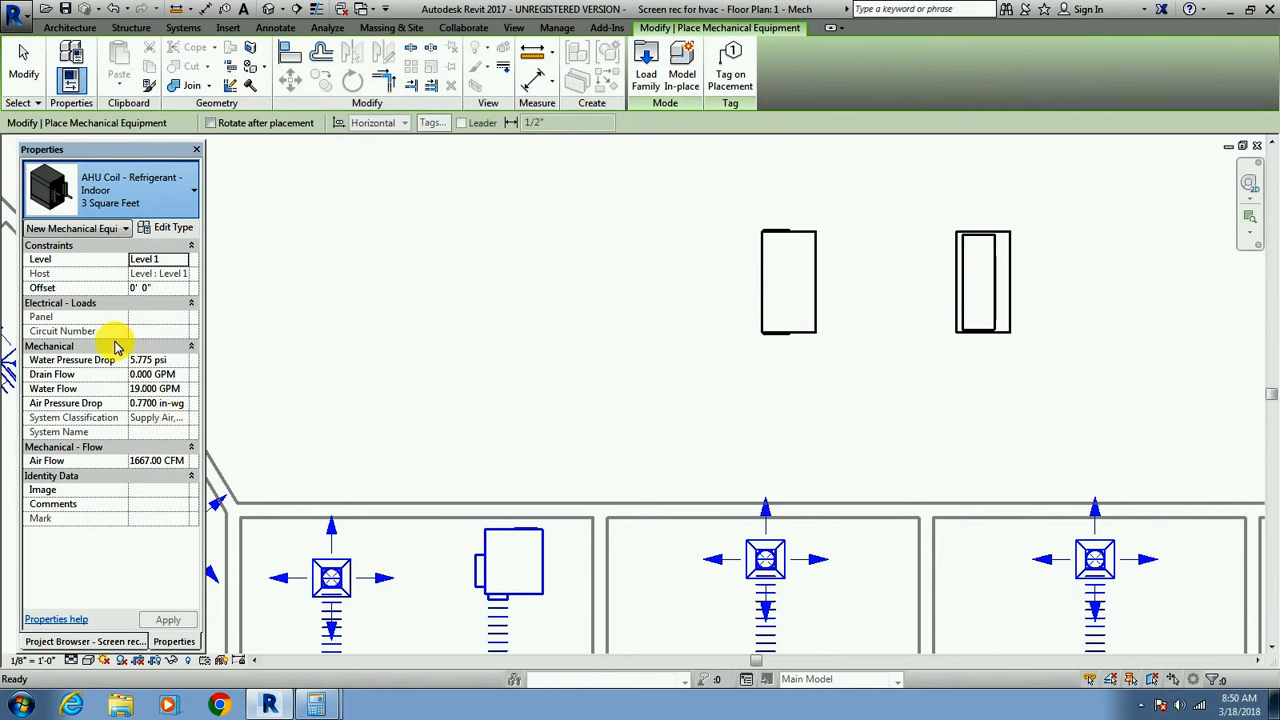 Autodesk Revit 2017 - UNREGISTERED VERSION - Screen rec for hvac - Floor Plan: 1 - Mech
Type a keyword or phrase
Sign In
Architecture Structure Systems Insert Annotate Analyze Massing & Site Collaborate View Manage Add-Ins Modify | Place Mechanical Equipment
Modify Paste Cope Cut Join Load Family Model In-place Tag on Placement
Select Properties Clipboard Geometry Modify View Measure Create Mode Tag
Modify | Place Mechanical Equipment Rotate after placement Horizontal Tags... Leader 1/2"
Properties
AHU Coil - Refrigerant -
Indoor
3 Square Feet
New Mechanical Equi Edit Type
Constraints
Level Level 1
Host Level : Level 1
Offset 0' 0"
Electrical - Loads
Panel
Circuit Number
Mechanical
Water Pressure Drop 5.775 psi
Drain Flow 0.000 GPM
Water Flow 19.000 GPM
Air Pressure Drop 0.7700 in-wg
System Classification Supply Air,...
System Name
Mechanical - Flow
Air Flow 1667.00 CFM
Identity Data
Image
Comments
Mark
Properties help Apply
Project Browser - Screen rec... Properties
1/8" = 1'-0"
Ready :0 Main Model :0
2D
8:50 AM
3/18/2018